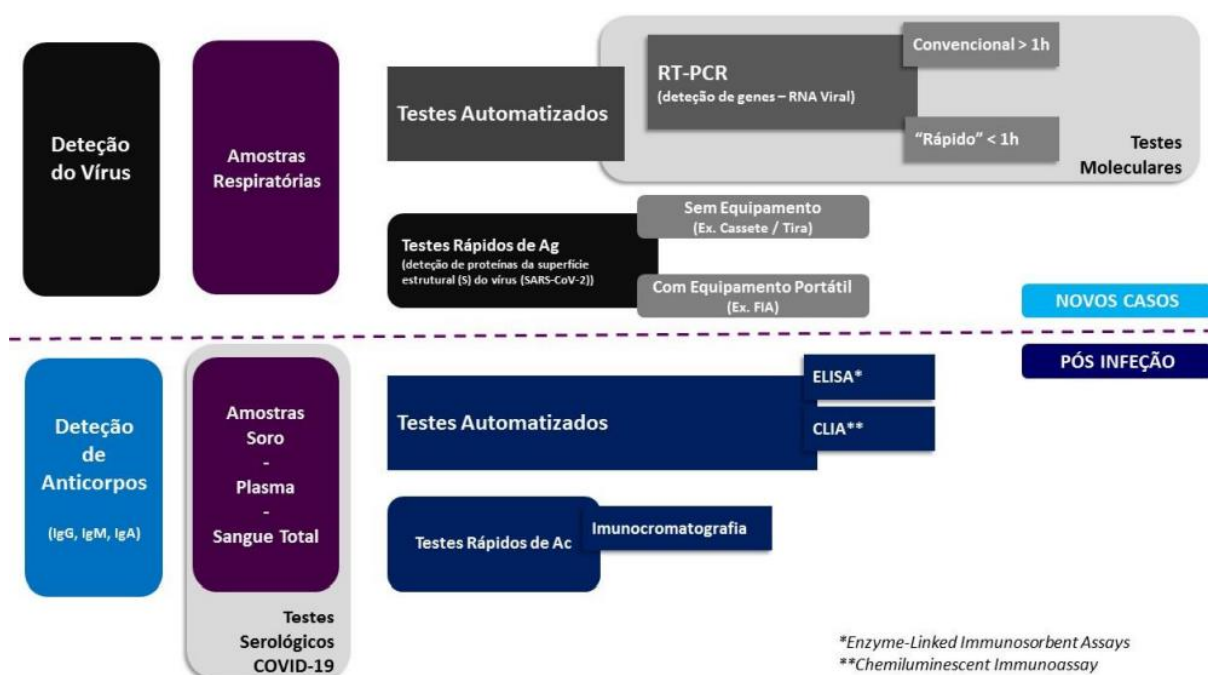 Deteção
do Vírus
Amostras
Respiratórias
Testes Automatizados
RT-PCR
(deteção de genes – RNA Viral)
Convencional > 1h
“Rápido” < 1h
Testes
Moleculares
Testes Rápidos de Ag
(deteção de proteínas da superfície
estrutural (S) do vírus (SARS-CoV-2))
Sem Equipamento
(Ex. Cassete / Tira)
Com Equipamento Portátil
(Ex. FIA)
NOVOS CASOS
PÓS INFEÇÃO
Deteção
de
Anticorpos
(IgG, IgM, IgA)
Amostras
Soro
-
Plasma
-
Sangue Total
Testes
Serológicos
COVID-19
Testes Automatizados
ELISA*
CLIA**
Testes Rápidos de Ac
Imunocromatografia
*Enzyme-Linked Immunosorbent Assays
**Chemiluminescent Immunoassay